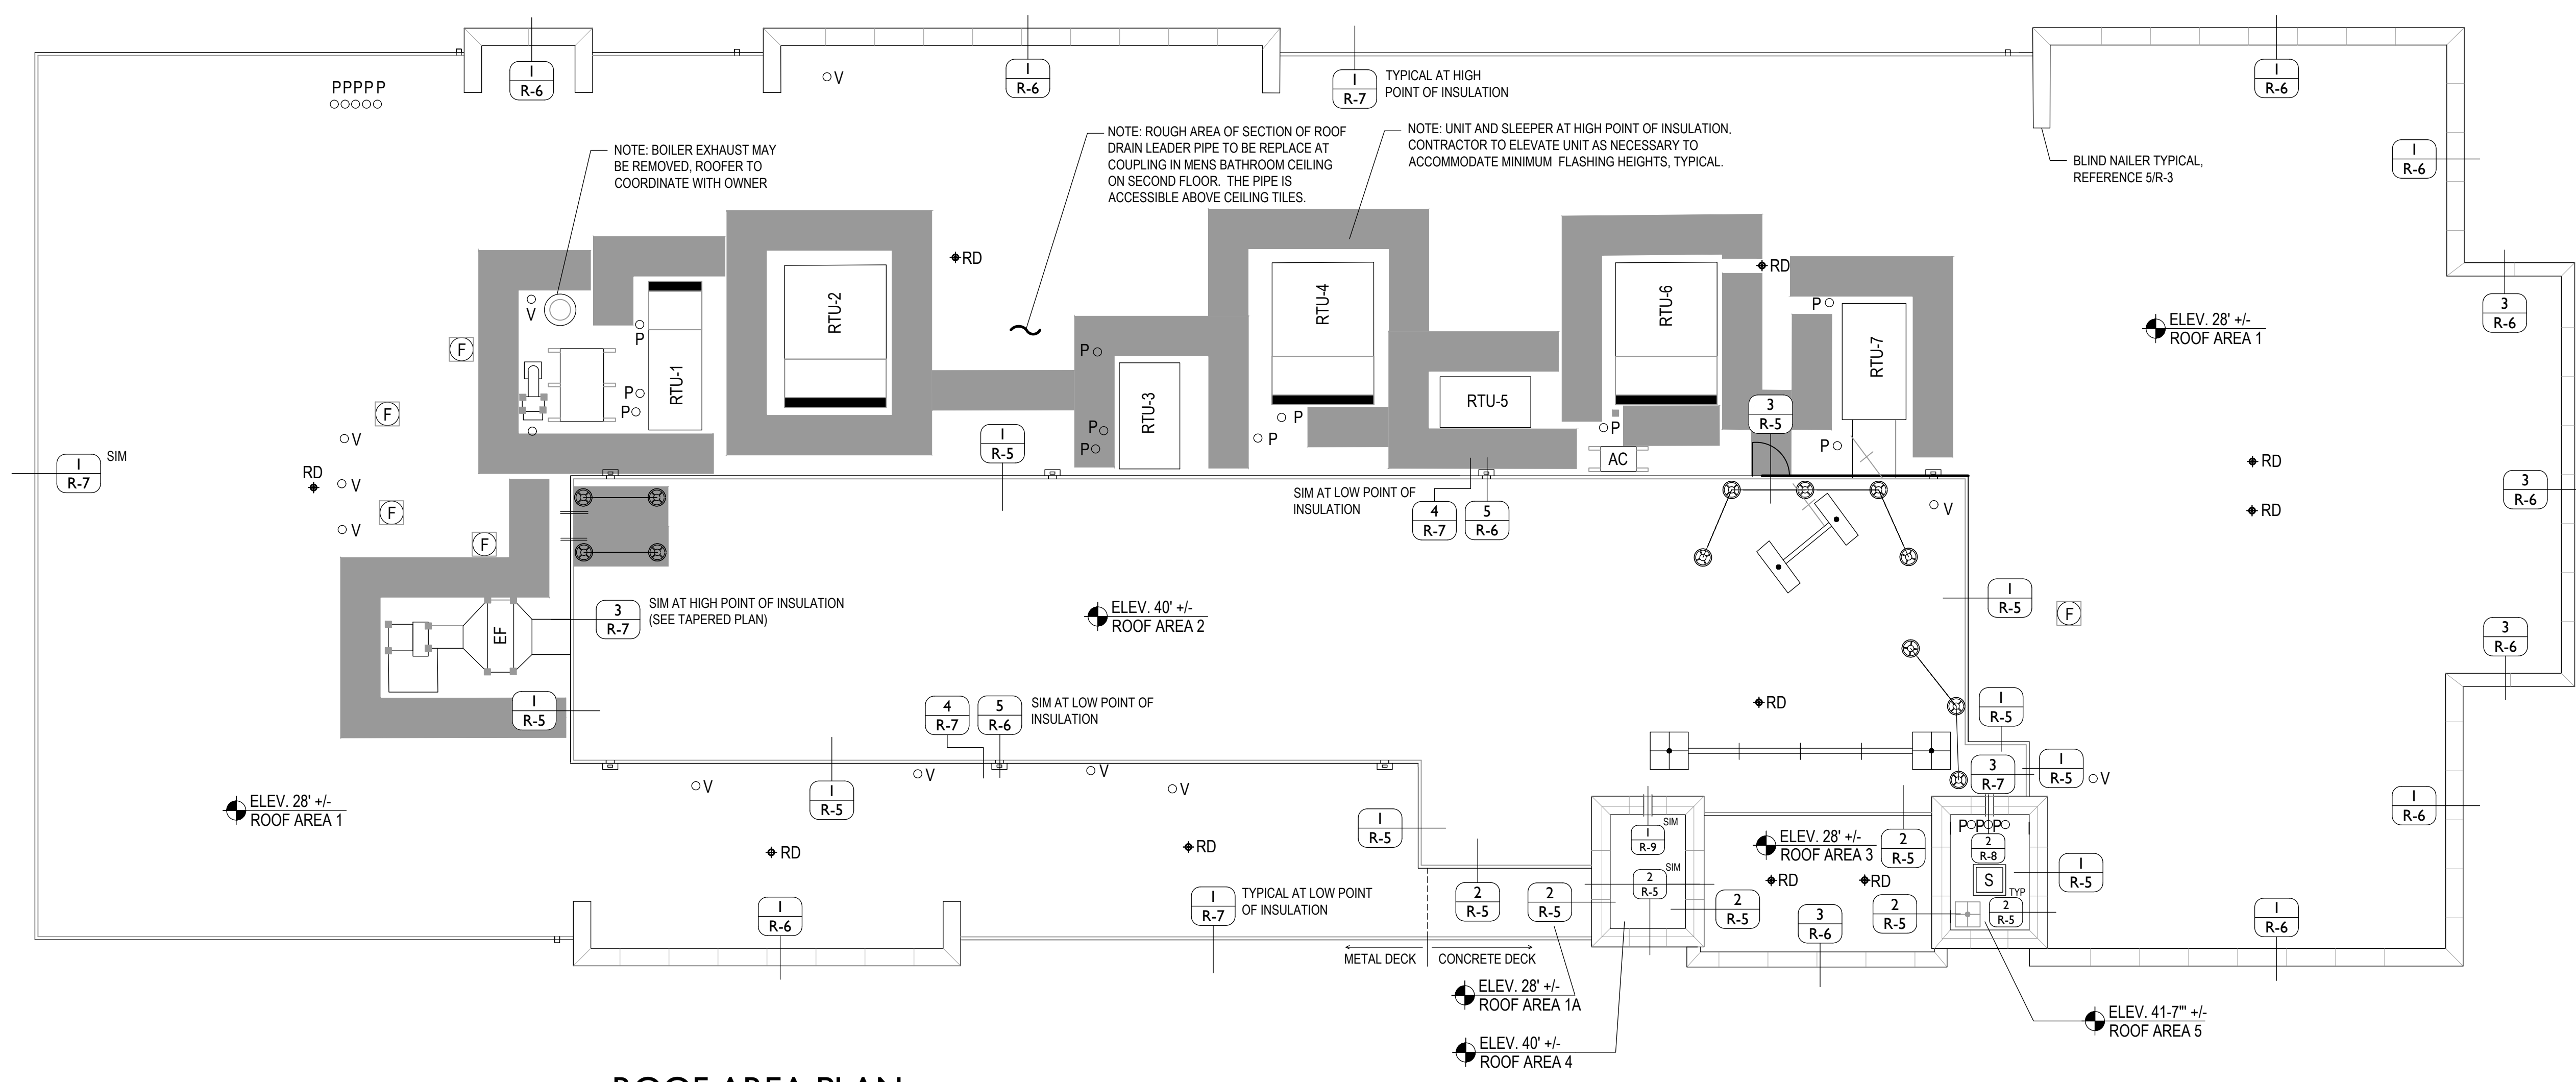 1
R-6
1
R-6
1
R-7
TYPICAL AT HIGH
POINT OF INSULATION
1
R-6
PPPPP
V
NOTE: BOILER EXHAUST MAY
BE REMOVED, ROOFER TO
COORDINATE WITH OWNER
NOTE: ROUGH AREA OF SECTION OF ROOF
DRAIN LEADER PIPE TO BE REPLACE AT
COUPLING IN MENS BATHROOM CEILING
ON SECOND FLOOR. THE PIPE IS
ACCESSIBLE ABOVE CEILING TILES.
NOTE: UNIT AND SLEEPER AT HIGH POINT OF INSULATION.
CONTRACTOR TO ELEVATE UNIT AS NECESSARY TO
ACCOMMODATE MINIMUM FLASHING HEIGHTS, TYPICAL.
BLIND NAILER TYPICAL,
REFERENCE 5/R-3
1
R-6
RD
RD
V
P
P
P
F
F
RTU-1
RTU-2
RTU-3
RTU-4
RTU-5
RTU-6
RTU-7
P
P
P
P
P
P
P
P
AC
3
R-5
ELEV. 28' +/-
ROOF AREA 1
3
R-6
1
R-7
SIM
V
RD
V
F
V
F
1
R-5
SIM AT LOW POINT OF
INSULATION
4
R-7
5
R-6
V
RD
RD
3
R-6
EF
3
R-7
SIM AT HIGH POINT OF INSULATION
(SEE TAPERED PLAN)
ELEV. 40' +/-
ROOF AREA 2
1
R-5
F
3
R-6
1
R-5
4
R-7
5
R-6
SIM AT LOW POINT OF
INSULATION
RD
1
R-5
V
V
V
V
1
R-5
3
R-7
1
R-5
V
ELEV. 28' +/-
ROOF AREA 1
RD
RD
1
R-5
1
R-9
SIM
2
R-5
SIM
ELEV. 28' +/-
ROOF AREA 3
RD
RD
2
R-5
P P P
2
R-8
S
TYP
2
R-5
1
R-5
1
R-6
1
R-6
1
R-7
TYPICAL AT LOW POINT
OF INSULATION
2
R-5
2
R-5
2
R-5
3
R-6
2
R-5
1
R-6
METAL DECK
CONCRETE DECK
ELEV. 28' +/-
ROOF AREA 1A
ELEV. 40' +/-
ROOF AREA 4
ELEV. 41-7"' +/-
ROOF AREA 5
ROOF AREA PLAN